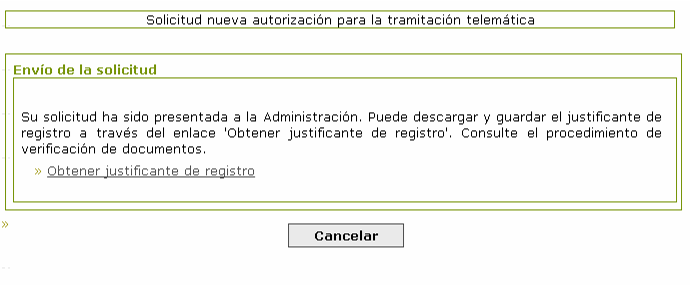 Solicitud nueva autorización para la tramitación telemática
Envío de la solicitud
Su solicitud ha sido presentada a la Administración. Puede descargar y guardar el justificante de
registro a través del enlace 'Obtener justificante de registro'. Consulte el procedimiento de
verificación de documentos.
» Obtener justificante de registro
»
Cancelar